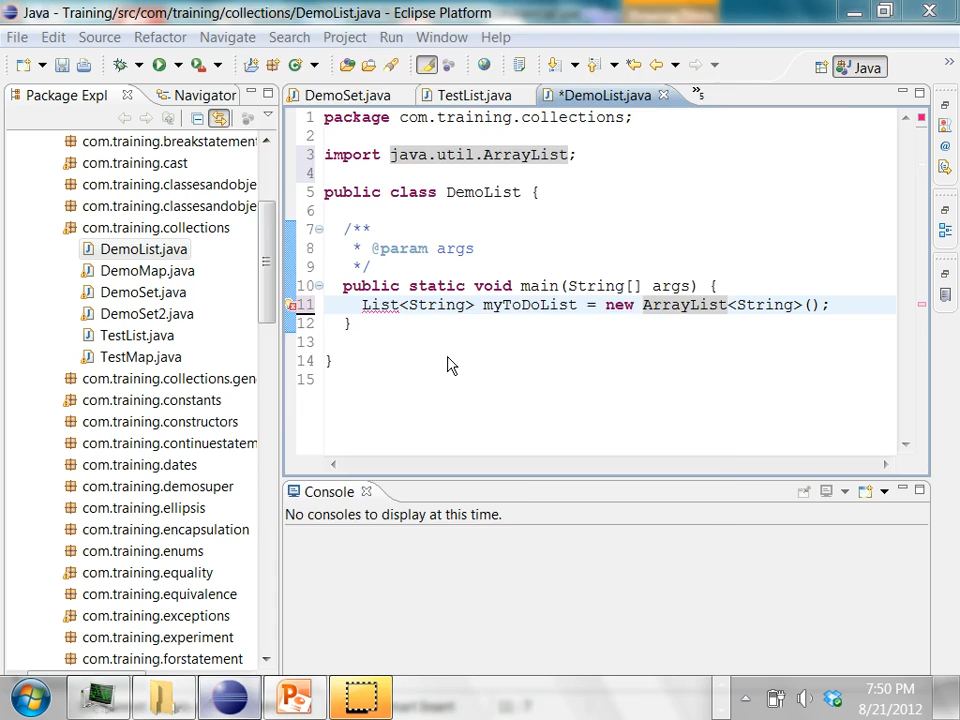 Java - Training/src/com/training/collections/DemoList.java - Eclipse Platform
File Edit Source Refactor Navigate Search Project Run Window Help
Java
Package Expl Navigator
DemoSet.java TestList.java *DemoList.java »5
com.training.breakstatement
com.training.cast
com.training.classesandobje
com.training.classesandobje
com.training.collections
DemoList.java
DemoMap.java
DemoSet.java
DemoSet2.java
TestList.java
TestMap.java
com.training.collections.gen
com.training.constants
com.training.constructors
com.training.continuestatem
com.training.dates
com.training.demosuper
com.training.ellipsis
com.training.encapsulation
com.training.enums
com.training.equality
com.training.equivalence
com.training.exceptions
com.training.experiment
com.training.forstatement
1 package com.training.collections;
2
3 import java.util.ArrayList;
4
5 public class DemoList {
6
7 /**
8 * @param args
9 */
10 public static void main(String[] args) {
11 List<String> myToDoList = new ArrayList<String>();
12 }
13
14 }
15
Console
No consoles to display at this time.
7:50 PM
8/21/2012